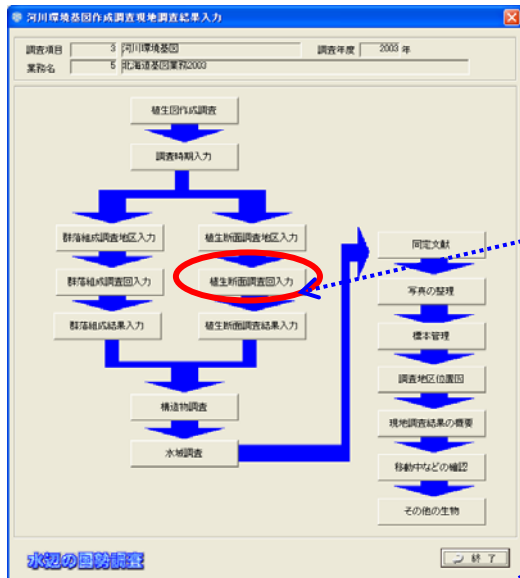 河川環境基図作成調査現地調査結果入力
調査項目 3 河川環境基図 調査年度 2003 年
業務名 5 北海道基図業務2003
植生図作成調査
調査時期入力
群落組成調査地区入力 植生断面調査地区入力
群落組成調査回入力 植生断面調査回入力
群落組成結果入力 植生断面調査結果入力
構造物調査
水域調査
同定文献
写真の整理
標本管理
調査地区位置図
現地調査結果の概要
移動中などの確認
その他の生物
水辺の国勢調査
終了